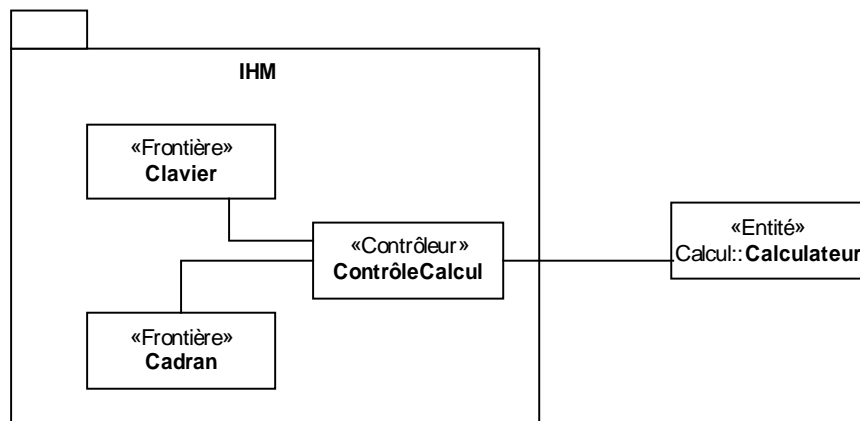 IHM
«Frontière»
Clavier
«Contrôleur»
ContrôleCalcul
«Entité»
Calcul::Calculateur
«Frontière»
Cadran